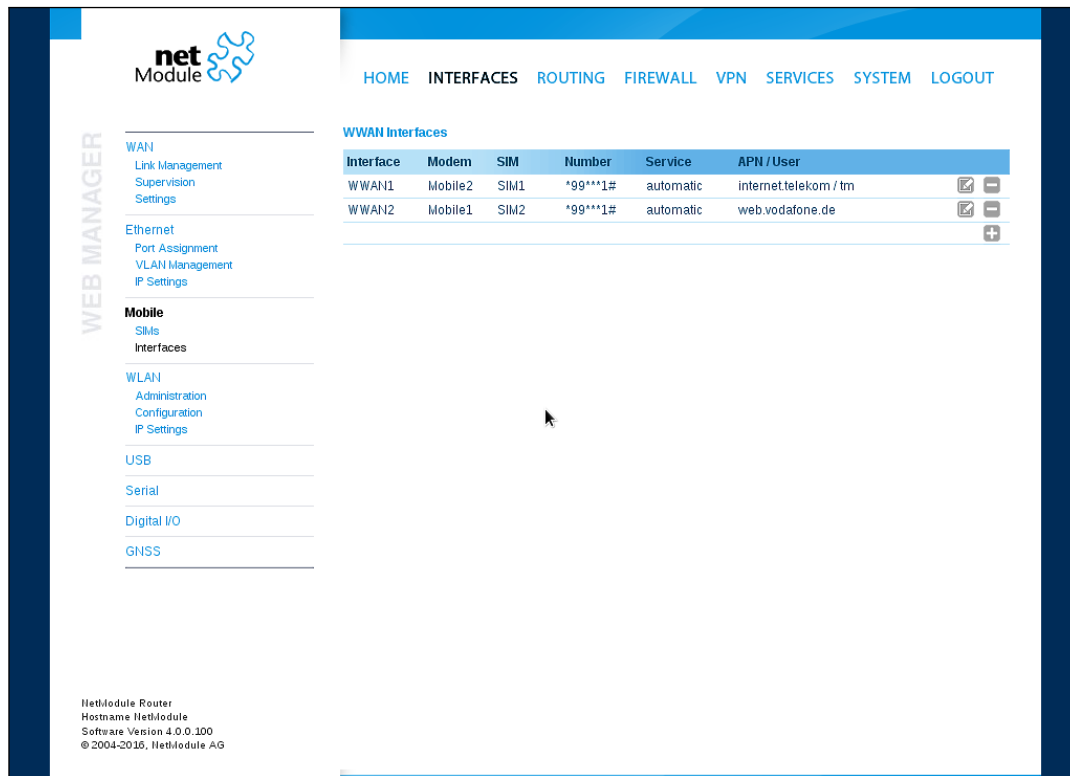 net
Module
HOME INTERFACES ROUTING FIREWALL VPN SERVICES SYSTEM LOGOUT
WEB MANAGER
WAN
Link Management
Supervision
Settings
Ethernet
Port Assignment
VLAN Management
IP Settings
Mobile
SIMs
Interfaces
WLAN
Administration
Configuration
IP Settings
USB
Serial
Digital I/O
GNSS
WWAN Interfaces
Interface Modem SIM Number Service APN / User
WWAN1 Mobile2 SIM1 *99***1# automatic internet.telekom / tm
WWAN2 Mobile1 SIM2 *99***1# automatic web.vodafone.de
NetModule Router
Hostname NetModule
Software Version 4.0.0.100
© 2004-2016, NetModule AG